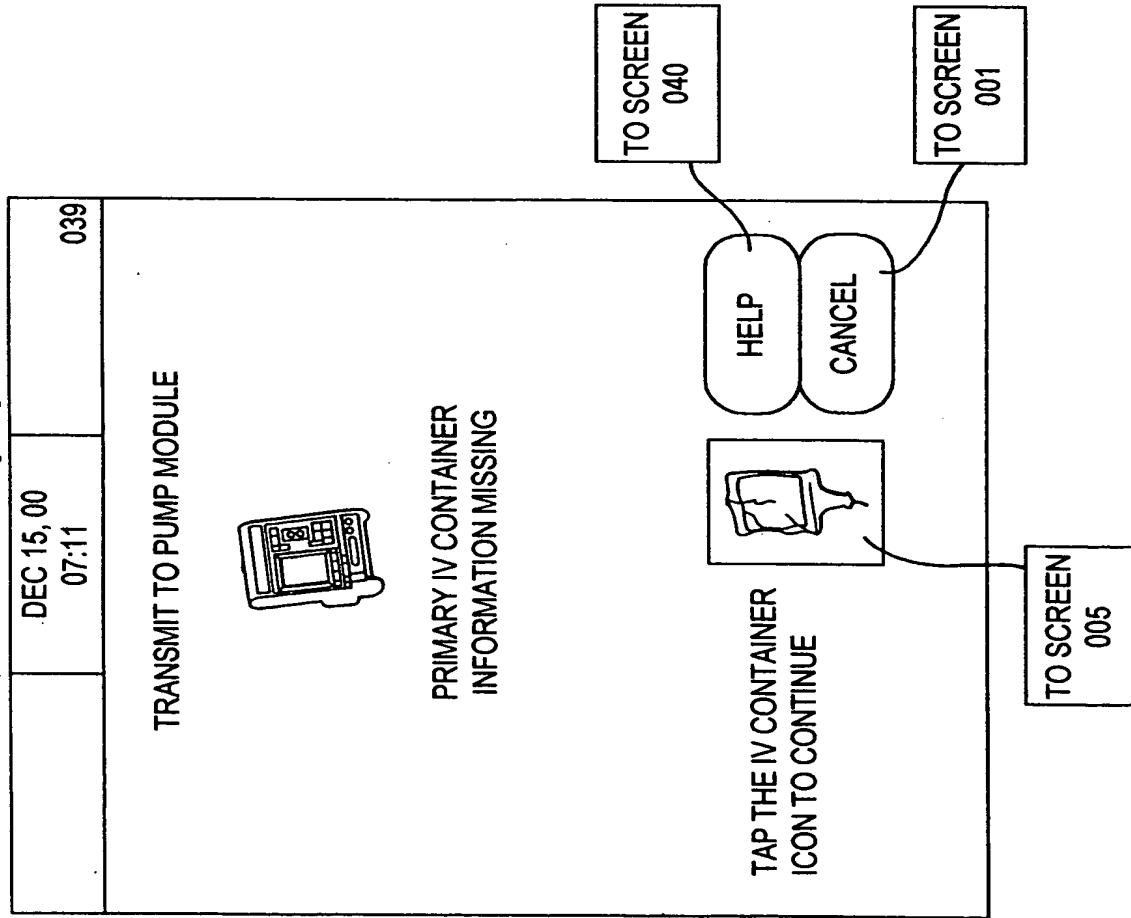 DEC 15, 00
07:11
039
TRANSMIT TO PUMP MODULE
PRIMARY IV CONTAINER
INFORMATION MISSING
TAP THE IV CONTAINER
ICON TO CONTINUE
HELP
CANCEL
TO SCREEN
040
TO SCREEN
001
TO SCREEN
005